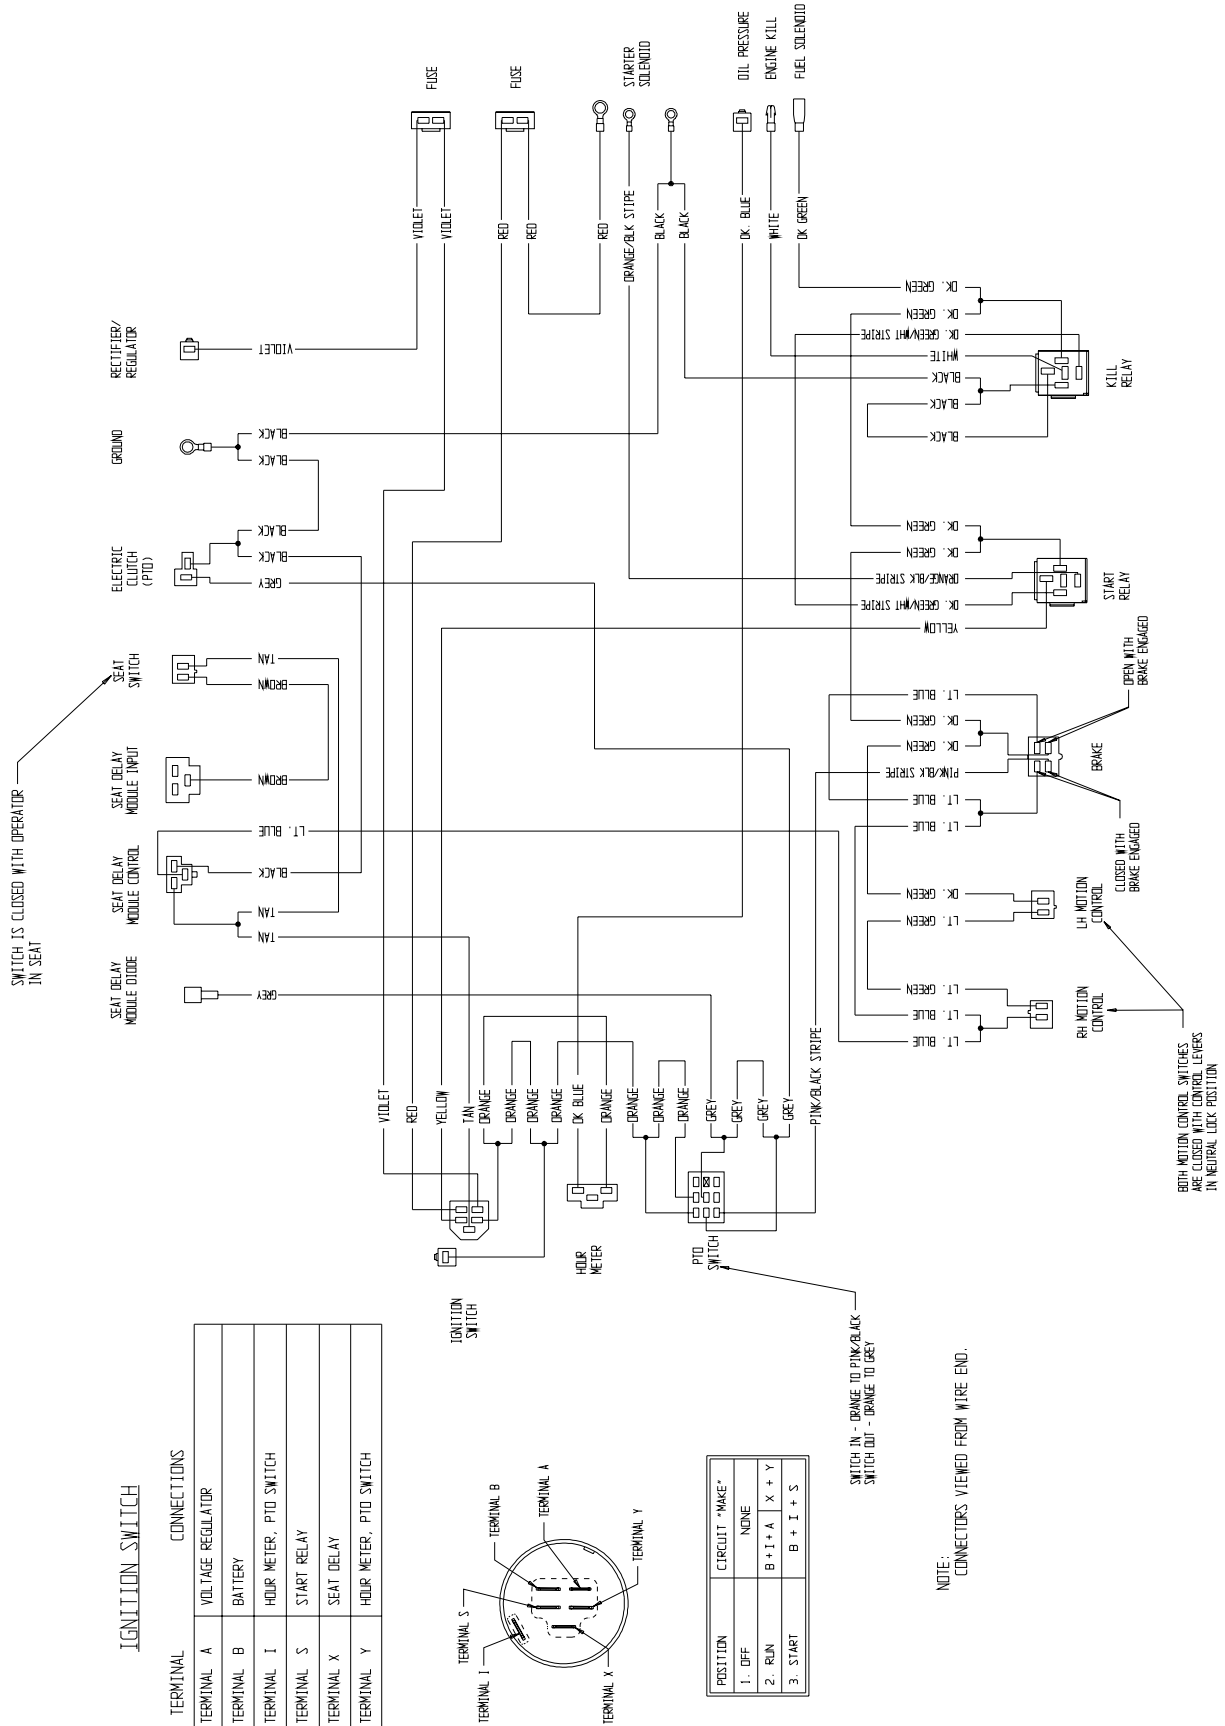 FUSE
FUSE
STARTER
SOLENOID
OIL PRESSURE
ENGINE KILL
FUEL SOLENOID
VIOLET
VIOLET
RED
RED
RED
ORANGE/BLK STIPE
BLACK
BLACK
DK. BLUE
WHITE
DK GREEN
RECTIFIER/
REGULATOR
VIOLET
GROUND
BLACK
BLACK
ELECTRIC
CLUTCH
(PTO)
BLACK
BLACK
GREY
SEAT
SWITCH
TAN
BROWN
SEAT DELAY
MODULE INPUT
BROWN
LT. BLUE
SEAT DELAY
MODULE CONTROL
BLACK
TAN
TAN
SEAT DELAY
MODULE DIODE
GREY
SWITCH IS CLOSED WITH OPERATOR
IN SEAT
DK. GREEN
DK. GREEN
DK. GREEN/WHT STRIPE
WHITE
BLACK
BLACK
BLACK
KILL
RELAY
DK. GREEN
DK. GREEN
ORANGE/BLK STRIPE
DK. GREEN/WHT STRIPE
YELLOW
START
RELAY
OPEN WITH
BRAKE ENGAGED
LT. BLUE
DK. GREEN
DK. GREEN
PINK/BLK STRIPE
LT. BLUE
LT. BLUE
BRAKE
CLOSED WITH
BRAKE ENGAGED
DK. GREEN
LT. GREEN
LH MOTION
CONTROL
LT. GREEN
LT. BLUE
LT. BLUE
RH MOTION
CONTROL
BOTH MOTION CONTROL SWITCHES
ARE CLOSED WITH CONTROL LEVERS
IN NEUTRAL LOCK POSITION
VIOLET
RED
YELLOW
TAN
ORANGE
ORANGE
ORANGE
ORANGE
DK BLUE
ORANGE
ORANGE
ORANGE
ORANGE
GREY
GREY
GREY
GREY
PINK/BLACK STRIPE
IGNITION
SWITCH
HOUR
METER
PTO
SWITCH
SWITCH IN - ORANGE TO PINK/BLACK
SWITCH OUT - ORANGE TO GREY
IGNITION SWITCH
TERMINAL CONNECTIONS
TERMINAL A VOLTAGE REGULATOR
TERMINAL B BATTERY
TERMINAL I HOUR METER, PTO SWITCH
TERMINAL S START RELAY
TERMINAL X SEAT DELAY
TERMINAL Y HOUR METER, PTO SWITCH
TERMINAL I
TERMINAL S
TERMINAL B
TERMINAL A
TERMINAL Y
TERMINAL X
POSITION CIRCUIT "MAKE"
1. OFF NONE
2. RUN B + I + A X + Y
3. START B + I + S
NOTE:
CONNECTORS VIEWED FROM WIRE END.